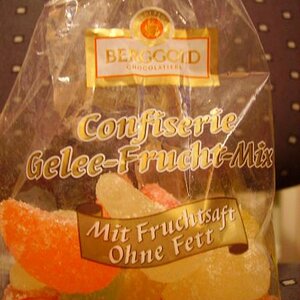 BERGGOLD
CHOCOLATIERS
Confiserie
Gelee-Frucht-Mix
Mit Fruchtsaft
Ohne Fett